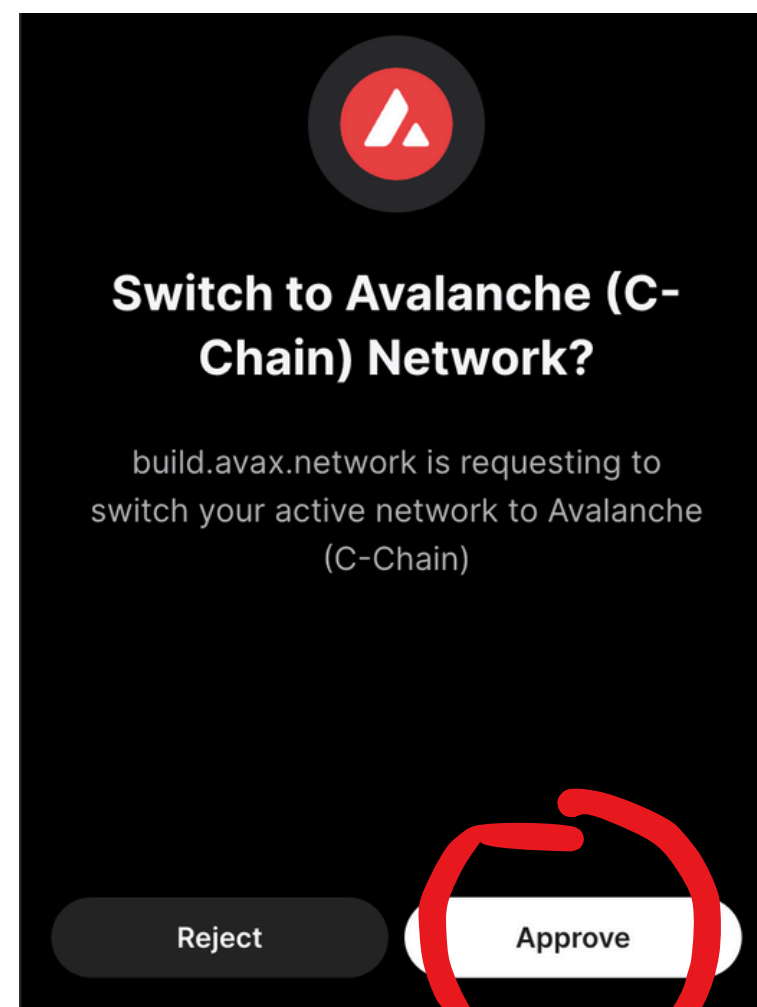 Switch to Avalanche (C-
Chain) Network?
build.avax.network is requesting to
switch your active network to Avalanche
(C-Chain)
Reject
Approve